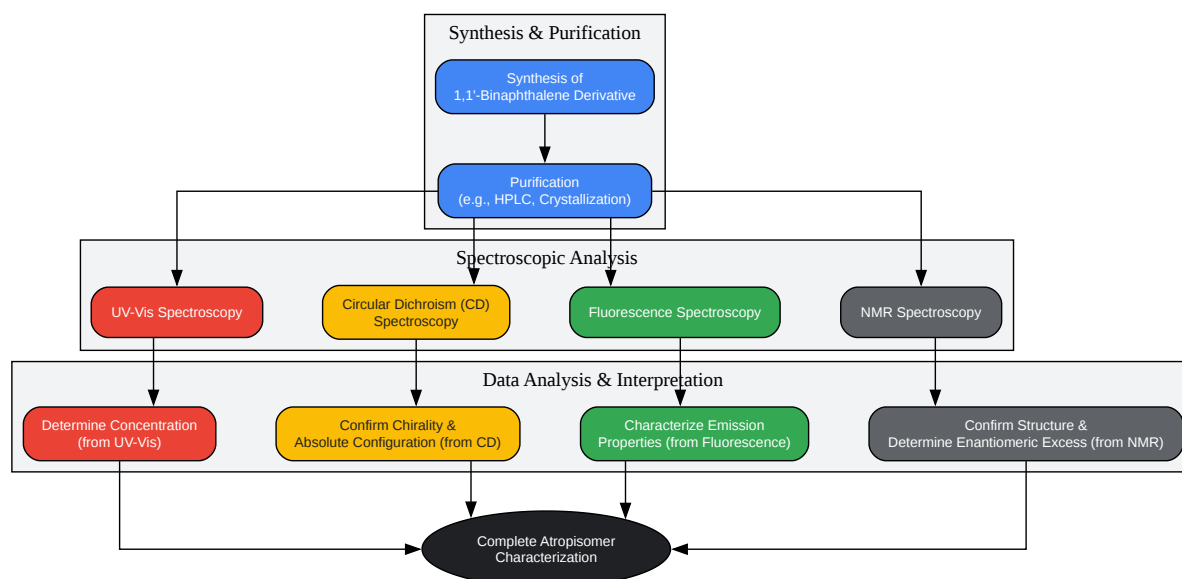 Synthesis & Purification
Synthesis of
1,1'-Binaphthalene Derivative
Purification
(e.g., HPLC, Crystallization)
Spectroscopic Analysis
UV-Vis Spectroscopy
Circular Dichroism (CD)
Spectroscopy
Fluorescence Spectroscopy
NMR Spectroscopy
Data Analysis & Interpretation
Determine Concentration
(from UV-Vis)
Confirm Chirality &
Absolute Configuration (from CD)
Characterize Emission
Properties (from Fluorescence)
Confirm Structure &
Determine Enantiomeric Excess (from NMR)
Complete Atropisomer
Characterization